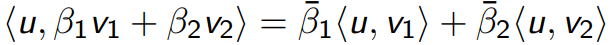 ⟨u, β₁v₁ + β₂v₂⟩ = β̄₁⟨u, v₁⟩ + β̄₂⟨u, v₂⟩